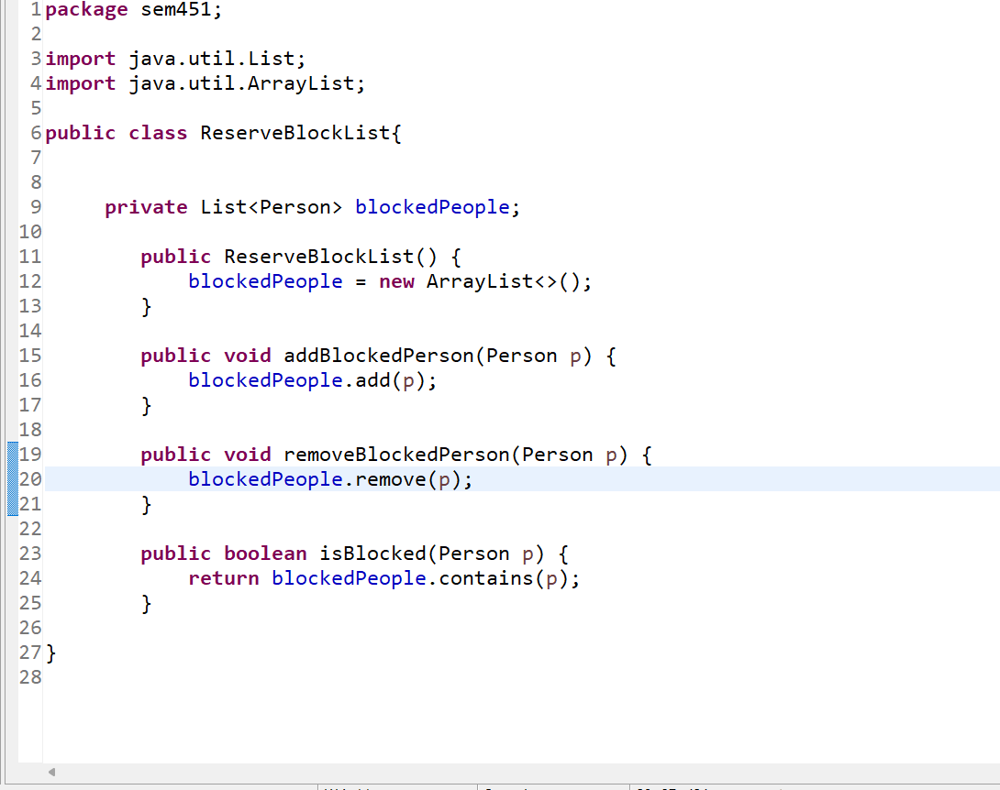 1 package sem451;
2
3 import java.util.List;
4 import java.util.ArrayList;
5
6 public class ReserveBlockList{
7
8
9 private List<Person> blockedPeople;
10
11 public ReserveBlockList() {
12 blockedPeople = new ArrayList<>();
13 }
14
15 public void addBlockedPerson(Person p) {
16 blockedPeople.add(p);
17 }
18
19 public void removeBlockedPerson(Person p) {
20 blockedPeople.remove(p);
21 }
22
23 public boolean isBlocked(Person p) {
24 return blockedPeople.contains(p);
25 }
26
27 }
28